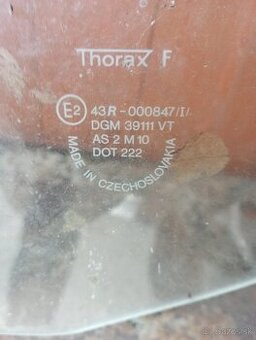 Thorax F
E2 43R-000847/I/
DGM 39111 VT
AS 2 M 10
DOT 222
MADE IN CZECHOSLOVAKIA